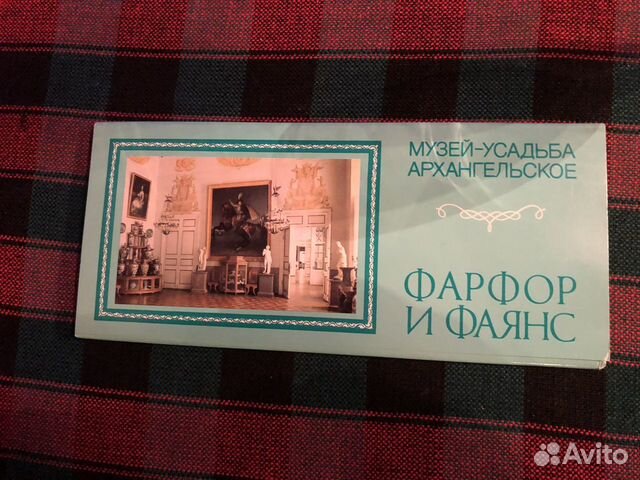 МУЗЕЙ-УСАДЬБА
АРХАНГЕЛЬСКОЕ
ФАРФОР
И ФАЯНС
Avito